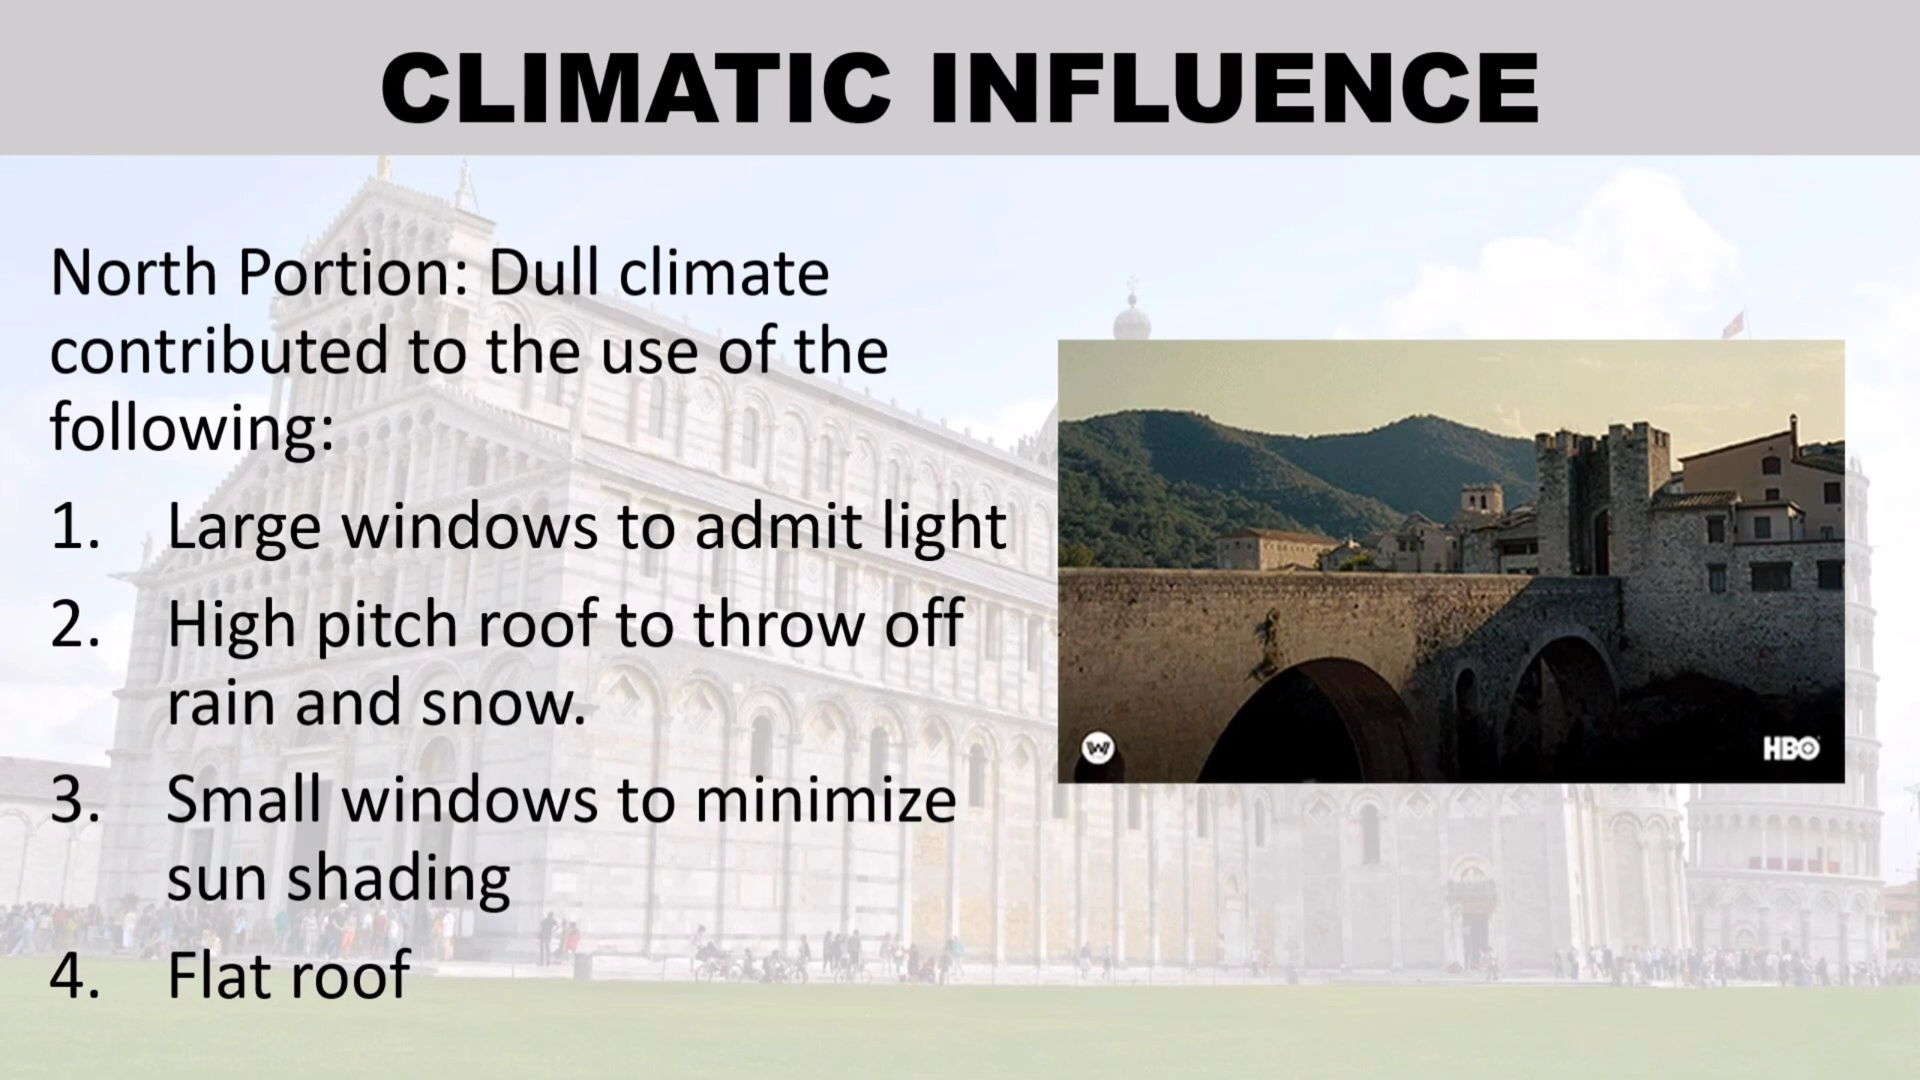 CLIMATIC INFLUENCE
North Portion: Dull climate
contributed to the use of the
following:
1. Large windows to admit light
2. High pitch roof to throw off
rain and snow.
3. Small windows to minimize
sun shading
4. Flat roof
W
HBO